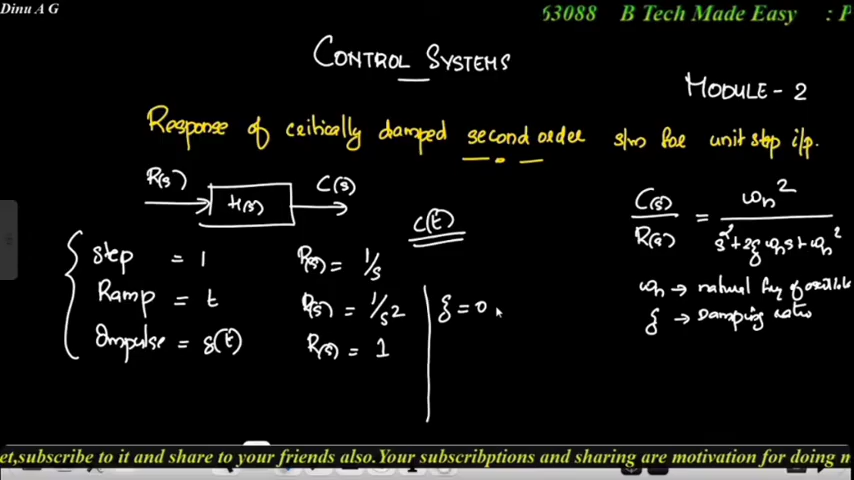 Dinu A G
63088 B Tech Made Easy : P
CONTROL SYSTEMS
MODULE - 2
Response of critically damped second order s/m for unit step i/p.
R(s) H(s) C(s)
C(t)
C(s)/R(s) = ωn²/s²+2ξωns+ωn²
Step = 1 R(s) = 1/s
Ramp = t R(s) = 1/s2
Impulse = δ(t) R(s) = 1
ξ = 0
ωn → natural frq of oscilla
ξ → Damping ratio
et,subscribe to it and share to your friends also.Your subscribptions and sharing are motivation for doing m